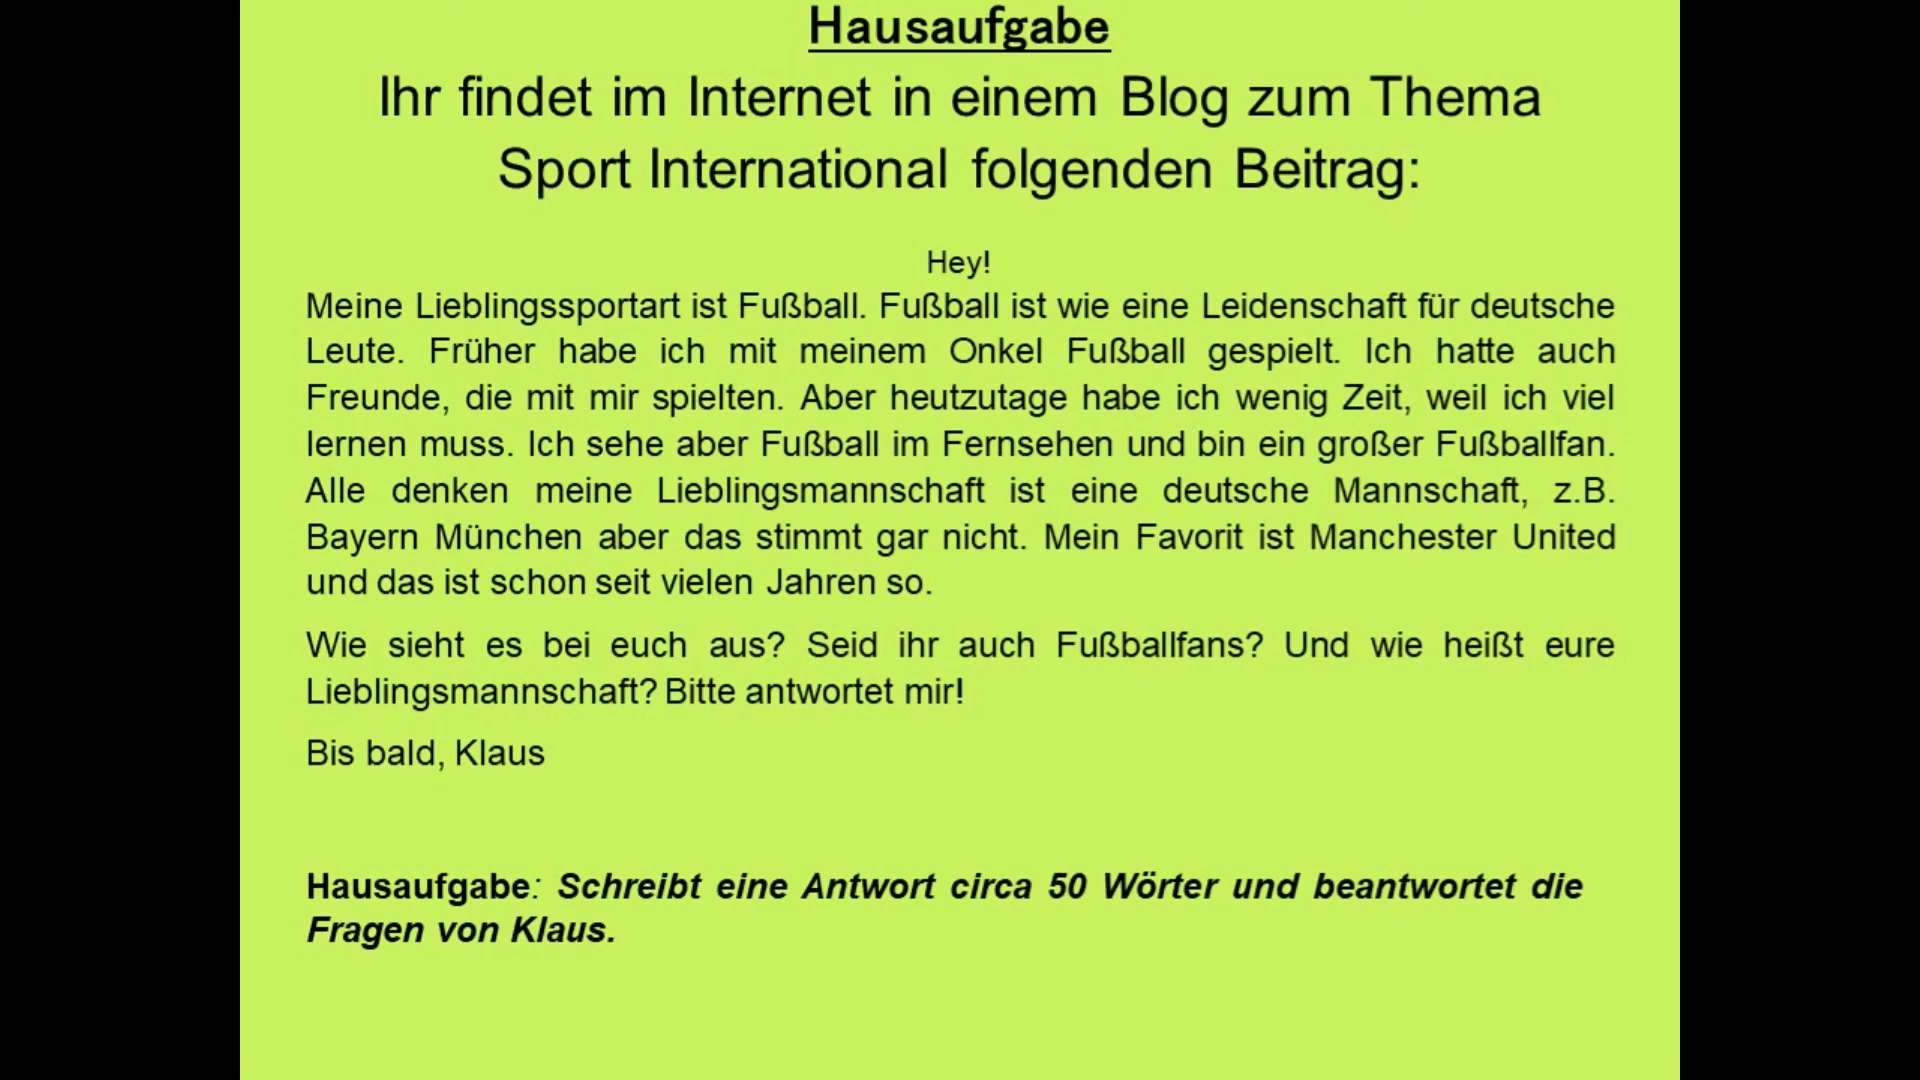 Hausaufgabe
Ihr findet im Internet in einem Blog zum Thema
Sport International folgenden Beitrag:
Hey!
Meine Lieblingssportart ist Fußball. Fußball ist wie eine Leidenschaft für deutsche
Leute. Früher habe ich mit meinem Onkel Fußball gespielt. Ich hatte auch
Freunde, die mit mir spielten. Aber heutzutage habe ich wenig Zeit, weil ich viel
lernen muss. Ich sehe aber Fußball im Fernsehen und bin ein großer Fußballfan.
Alle denken meine Lieblingsmannschaft ist eine deutsche Mannschaft, z.B.
Bayern München aber das stimmt gar nicht. Mein Favorit ist Manchester United
und das ist schon seit vielen Jahren so.
Wie sieht es bei euch aus? Seid ihr auch Fußballfans? Und wie heißt eure
Lieblingsmannschaft? Bitte antwortet mir!
Bis bald, Klaus
Hausaufgabe: Schreibt eine Antwort circa 50 Wörter und beantwortet die
Fragen von Klaus.